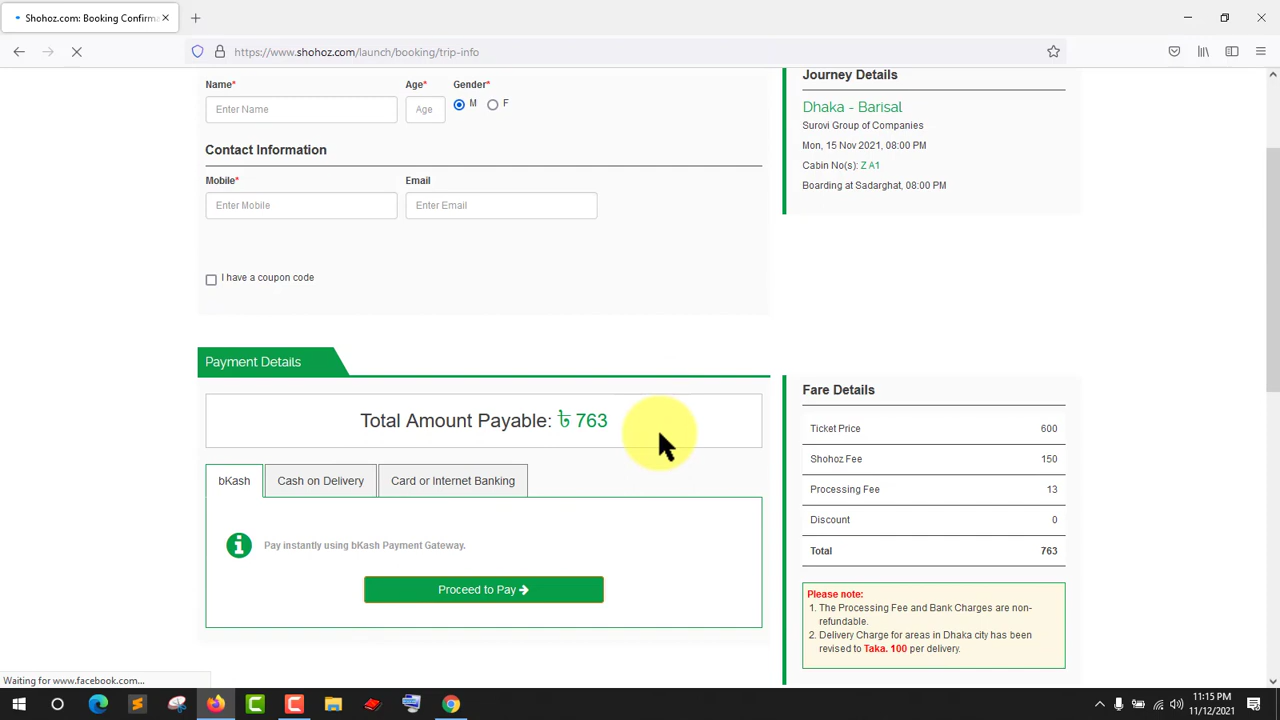 Shohoz.com: Booking Confirma
https://www.shohoz.com/launch/booking/trip-info
Name* Age* Gender*
Enter Name Age M F
Contact Information
Mobile* Email
Enter Mobile Enter Email
I have a coupon code
Journey Details
Dhaka - Barisal
Surovi Group of Companies
Mon, 15 Nov 2021, 08:00 PM
Cabin No(s): Z A1
Boarding at Sadarghat, 08:00 PM
Payment Details
Total Amount Payable: ৳ 763
bKash Cash on Delivery Card or Internet Banking
Pay instantly using bKash Payment Gateway.
Proceed to Pay
Fare Details
Ticket Price 600
Shohoz Fee 150
Processing Fee 13
Discount 0
Total 763
Please note:
1. The Processing Fee and Bank Charges are non-
refundable.
2. Delivery Charge for areas in Dhaka city has been
revised to Taka. 100 per delivery.
Waiting for www.facebook.com...
11:15 PM
11/12/2021